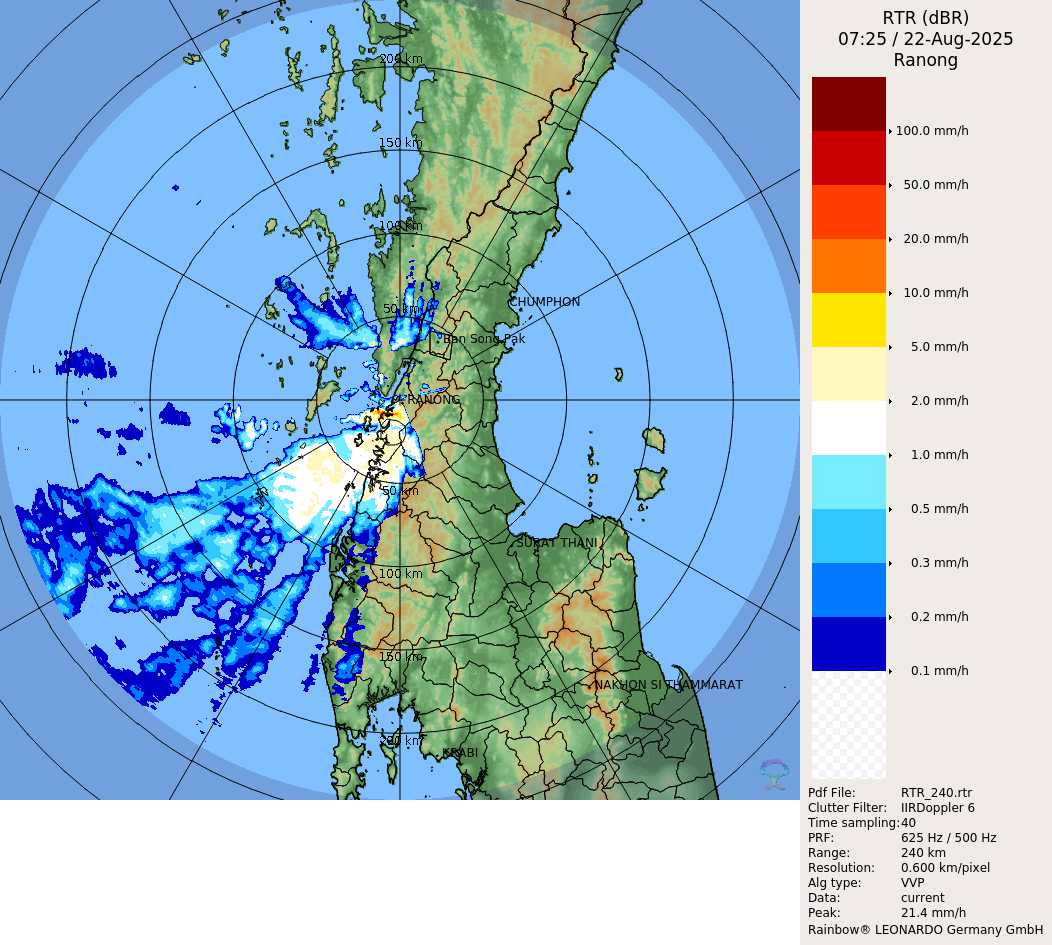 RTR (dBR)
07:25 / 22-Aug-2025
Ranong
200 km
150 km
100 km
50 km
CHUMPHON
Ban Song Pak
RANONG
50 km
SURAT THANI
100 km
150 km
NAKHON SI THAMMARAT
200 km
KRABI
100.0 mm/h
50.0 mm/h
20.0 mm/h
10.0 mm/h
5.0 mm/h
2.0 mm/h
1.0 mm/h
0.5 mm/h
0.3 mm/h
0.2 mm/h
0.1 mm/h
Pdf File: RTR_240.rtr
Clutter Filter: IIRDoppler 6
Time sampling:40
PRF: 625 Hz / 500 Hz
Range: 240 km
Resolution: 0.600 km/pixel
Alg type: VVP
Data: current
Peak: 21.4 mm/h
Rainbow® LEONARDO Germany GmbH